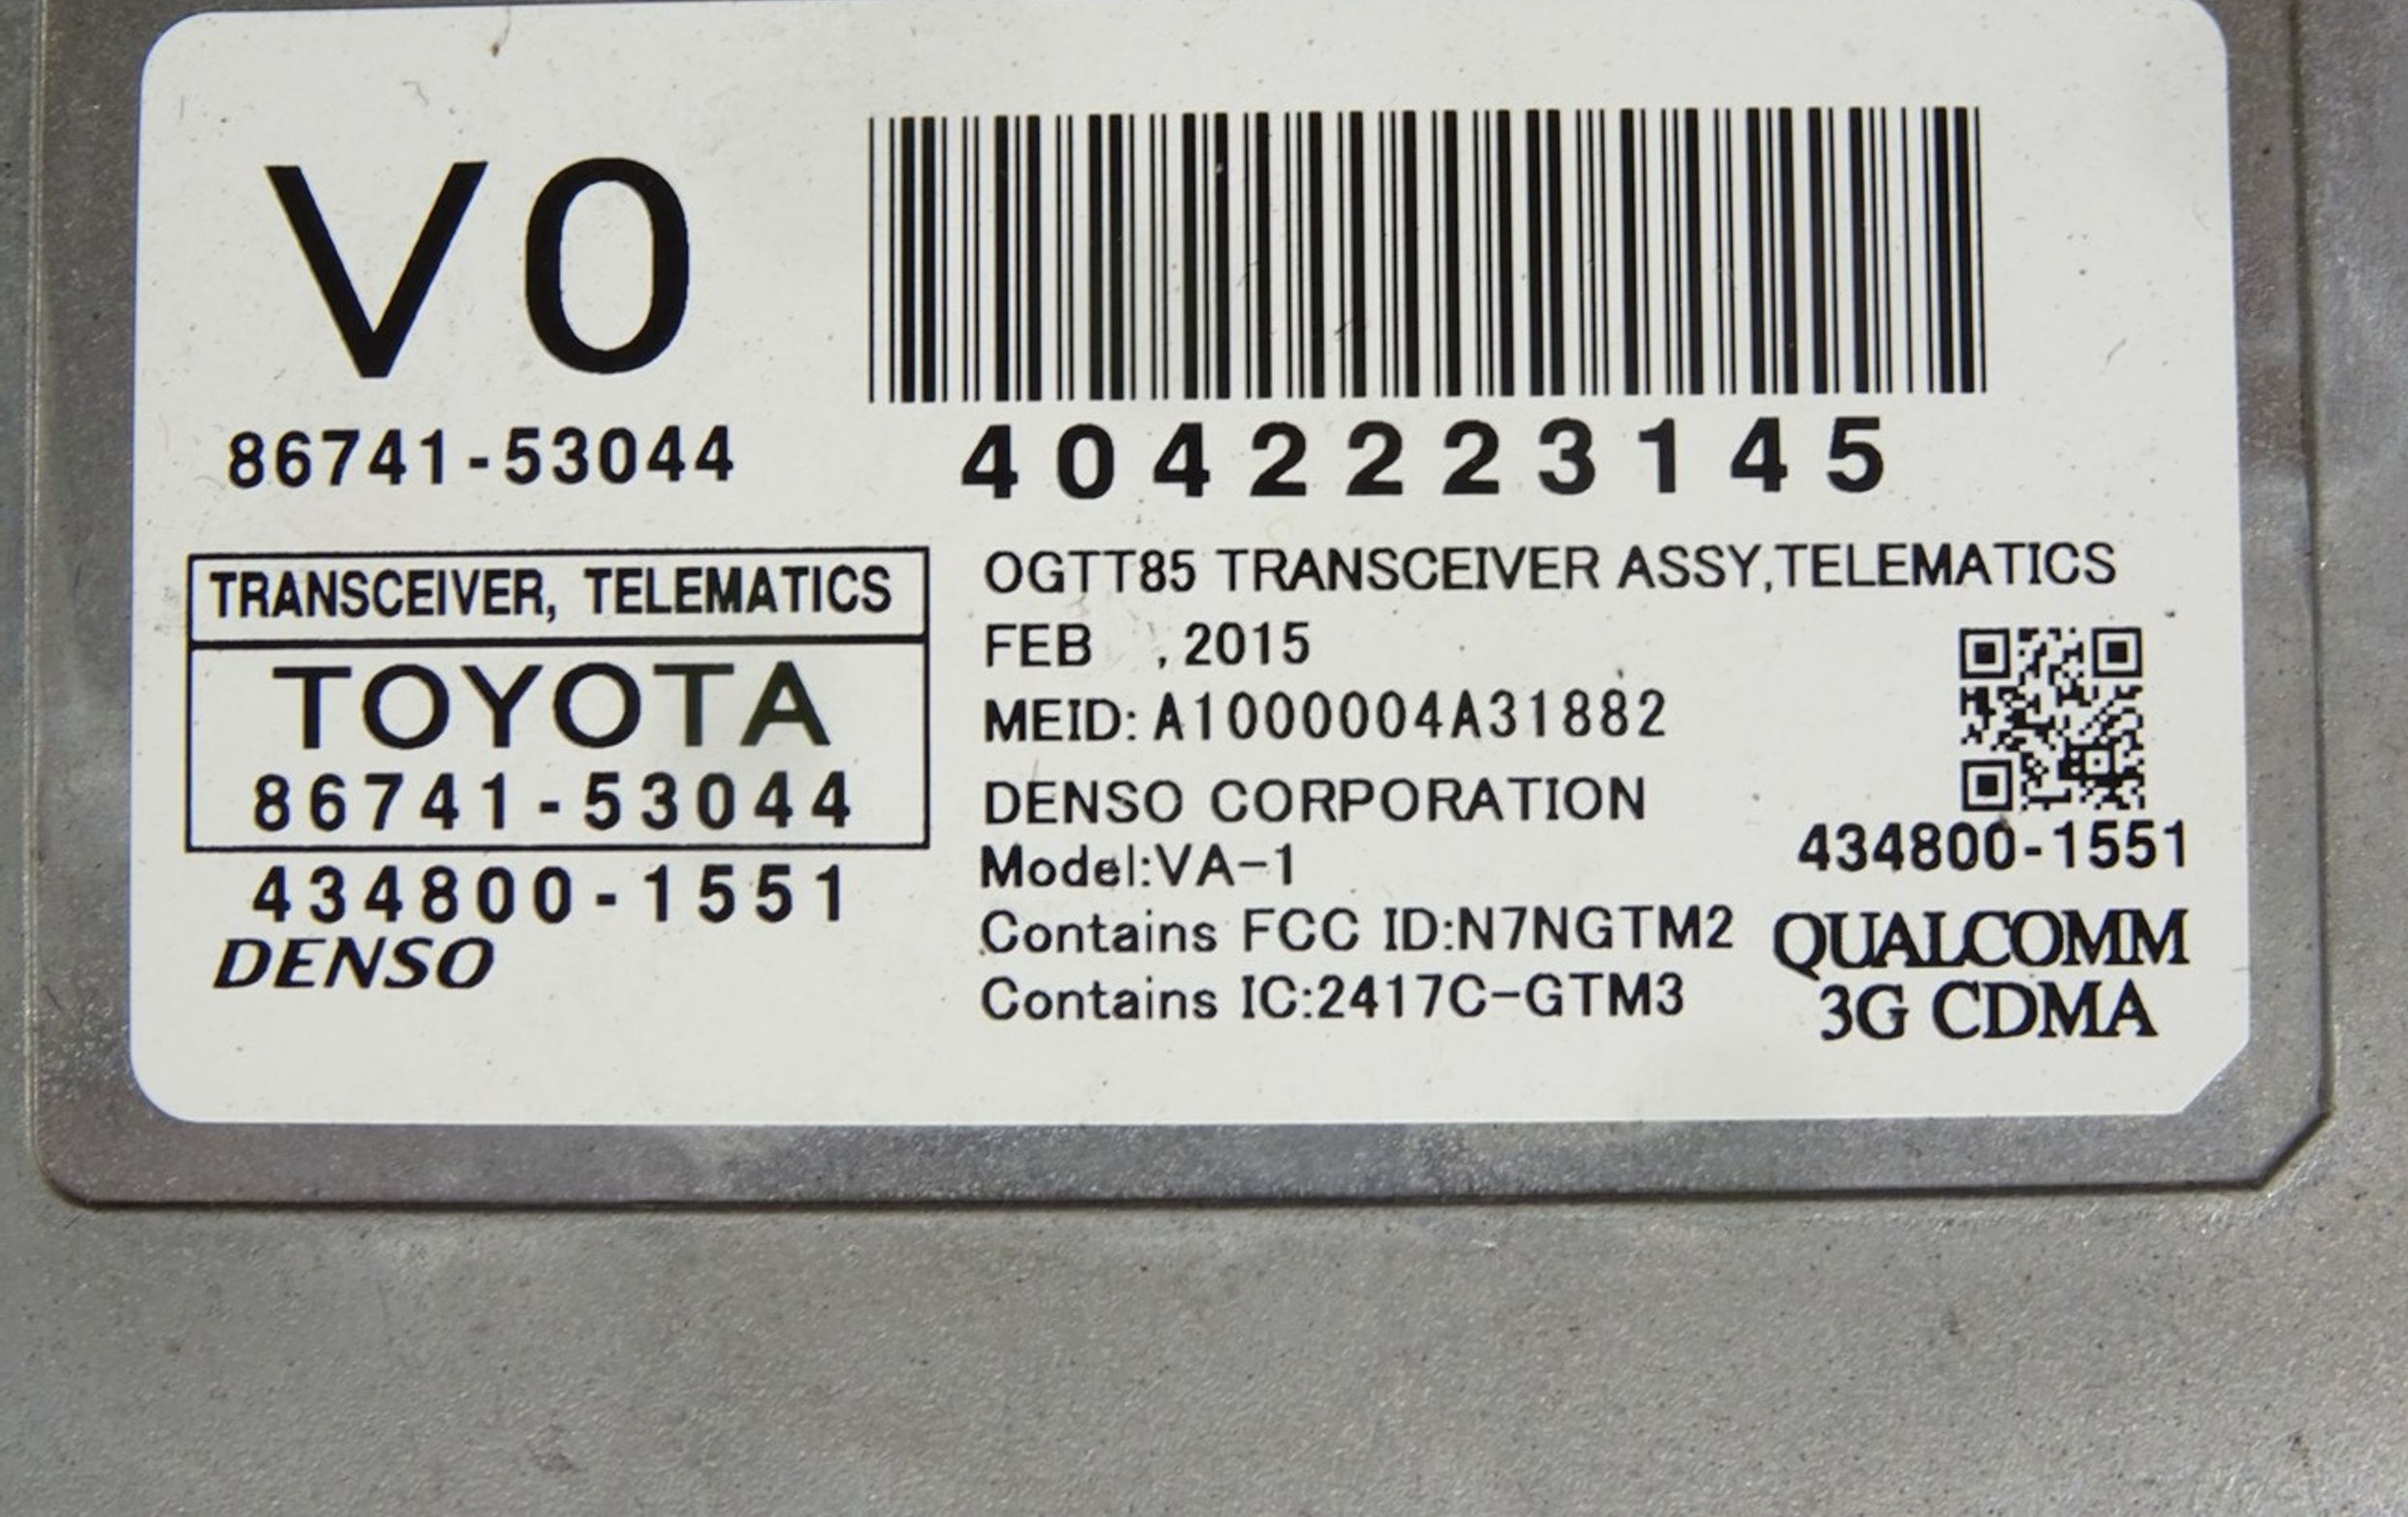 V0
86741-53044
4042223145
TRANSCEIVER, TELEMATICS
TOYOTA
86741-53044
434800-1551
DENSO
OGTT85 TRANSCEIVER ASSY,TELEMATICS
FEB , 2015
MEID: A1000004A31882
DENSO CORPORATION
Model:VA-1
Contains FCC ID:N7NGTM2
Contains IC:2417C-GTM3
434800-1551
QUALCOMM
3G CDMA